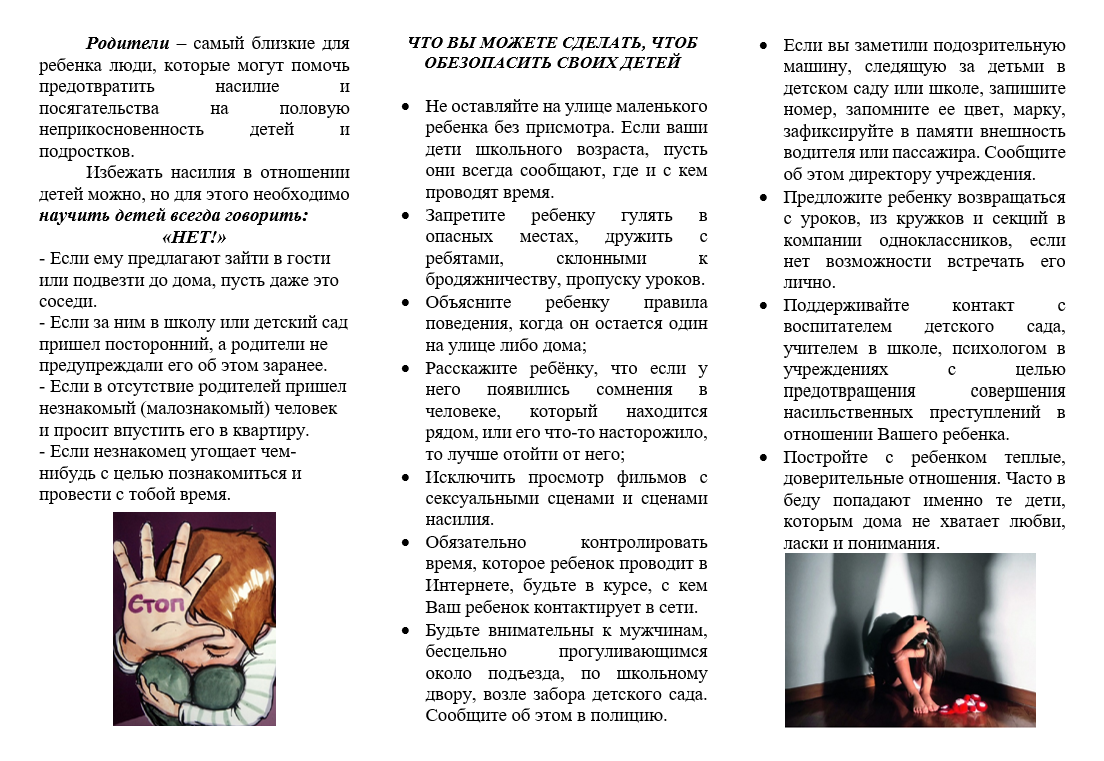 Родители – самый близкие для
ребенка люди, которые могут помочь
предотвратить насилие и
посягательства на половую
неприкосновенность детей и
подростков.
Избежать насилия в отношении
детей можно, но для этого необходимо
научить детей всегда говорить:
«НЕТ!»
- Если ему предлагают зайти в гости
или подвезти до дома, пусть даже это
соседи.
- Если за ним в школу или детский сад
пришел посторонний, а родители не
предупреждали его об этом заранее.
- Если в отсутствие родителей пришел
незнакомый (малознакомый) человек
и просит впустить его в квартиру.
- Если незнакомец угощает чем-
нибудь с целью познакомиться и
провести с тобой время.
СТОП
ЧТО ВЫ МОЖЕТЕ СДЕЛАТЬ, ЧТОБ
ОБЕЗОПАСИТЬ СВОИХ ДЕТЕЙ
• Не оставляйте на улице маленького
ребенка без присмотра. Если ваши
дети школьного возраста, пусть
они всегда сообщают, где и с кем
проводят время.
• Запретите ребенку гулять в
опасных местах, дружить с
ребятами, склонными к
бродяжничеству, пропуску уроков.
• Объясните ребенку правила
поведения, когда он остается один
на улице либо дома;
• Расскажите ребёнку, что если у
него появились сомнения в
человеке, который находится
рядом, или его что-то насторожило,
то лучше отойти от него;
• Исключить просмотр фильмов с
сексуальными сценами и сценами
насилия.
• Обязательно контролировать
время, которое ребенок проводит в
Интернете, будьте в курсе, с кем
Ваш ребенок контактирует в сети.
• Будьте внимательны к мужчинам,
бесцельно прогуливающимся
около подъезда, по школьному
двору, возле забора детского сада.
Сообщите об этом в полицию.
• Если вы заметили подозрительную
машину, следящую за детьми в
детском саду или школе, запишите
номер, запомните ее цвет, марку,
зафиксируйте в памяти внешность
водителя или пассажира. Сообщите
об этом директору учреждения.
• Предложите ребенку возвращаться
с уроков, из кружков и секций в
компании одноклассников, если
нет возможности встречать его
лично.
• Поддерживайте контакт с
воспитателем детского сада,
учителем в школе, психологом в
учреждениях с целью
предотвращения совершения
насильственных преступлений в
отношении Вашего ребенка.
• Постройте с ребенком теплые,
доверительные отношения. Часто в
беду попадают именно те дети,
которым дома не хватает любви,
ласки и понимания.